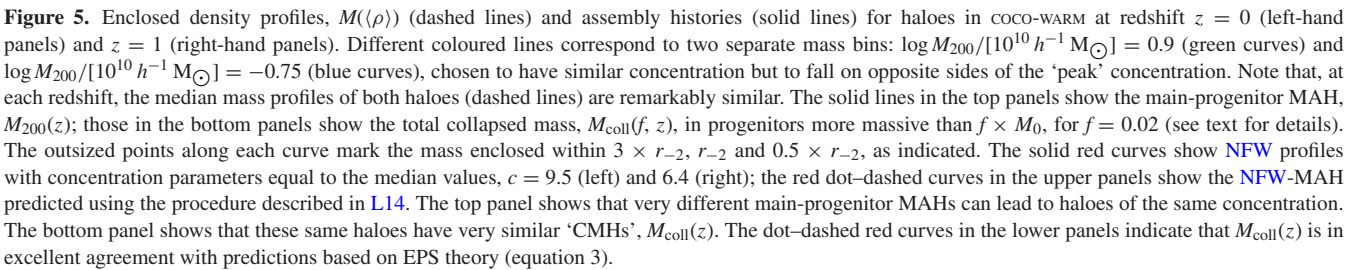 Figure 5. Enclosed density profiles, M(⟨ρ⟩) (dashed lines) and assembly histories (solid lines) for haloes in COCO-WARM at redshift z = 0 (left-hand
panels) and z = 1 (right-hand panels). Different coloured lines correspond to two separate mass bins: log M₂₀₀/[10¹⁰ h⁻¹ M⊙] = 0.9 (green curves) and
log M₂₀₀/[10¹⁰ h⁻¹ M⊙] = −0.75 (blue curves), chosen to have similar concentration but to fall on opposite sides of the ‘peak’ concentration. Note that, at
each redshift, the median mass profiles of both haloes (dashed lines) are remarkably similar. The solid lines in the top panels show the main-progenitor MAH,
M₂₀₀(z); those in the bottom panels show the total collapsed mass, M_coll(f, z), in progenitors more massive than f × M₀, for f = 0.02 (see text for details).
The outsized points along each curve mark the mass enclosed within 3 × r₋₂, r₋₂ and 0.5 × r₋₂, as indicated. The solid red curves show NFW profiles
with concentration parameters equal to the median values, c = 9.5 (left) and 6.4 (right); the red dot–dashed curves in the upper panels show the NFW-MAH
predicted using the procedure described in L14. The top panel shows that very different main-progenitor MAHs can lead to haloes of the same concentration.
The bottom panel shows that these same haloes have very similar ‘CMHs’, M_coll(z). The dot–dashed red curves in the lower panels indicate that M_coll(z) is in
excellent agreement with predictions based on EPS theory (equation 3).